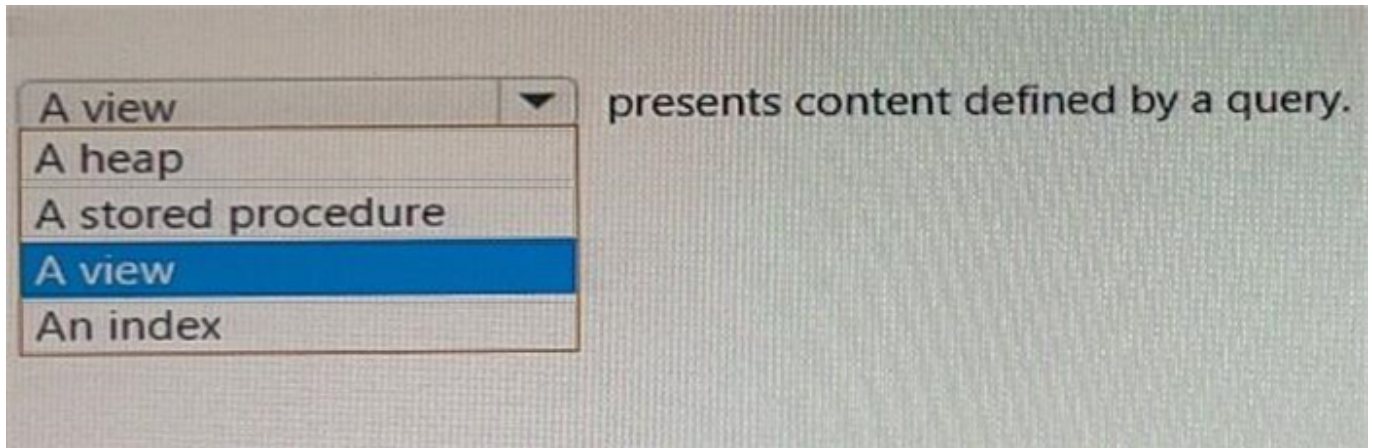 A view presents content defined by a query.
A heap
A stored procedure
A view
An index